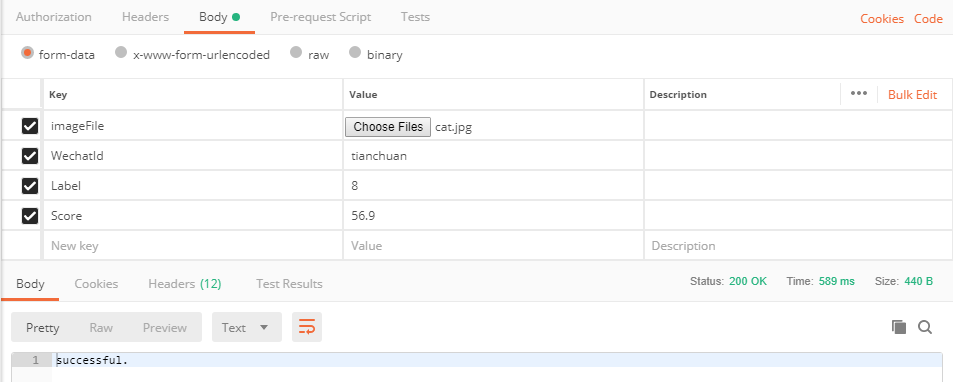 Authorization Headers Body Pre-request Script Tests Cookies Code
form-data x-www-form-urlencoded raw binary
Key Value Description ••• Bulk Edit
imageFile Choose Files cat.jpg
WechatId tianchuan
Label 8
Score 56.9
New key Value Description
Body Cookies Headers (12) Test Results Status: 200 OK Time: 589 ms Size: 440 B
Pretty Raw Preview Text
1 successful.